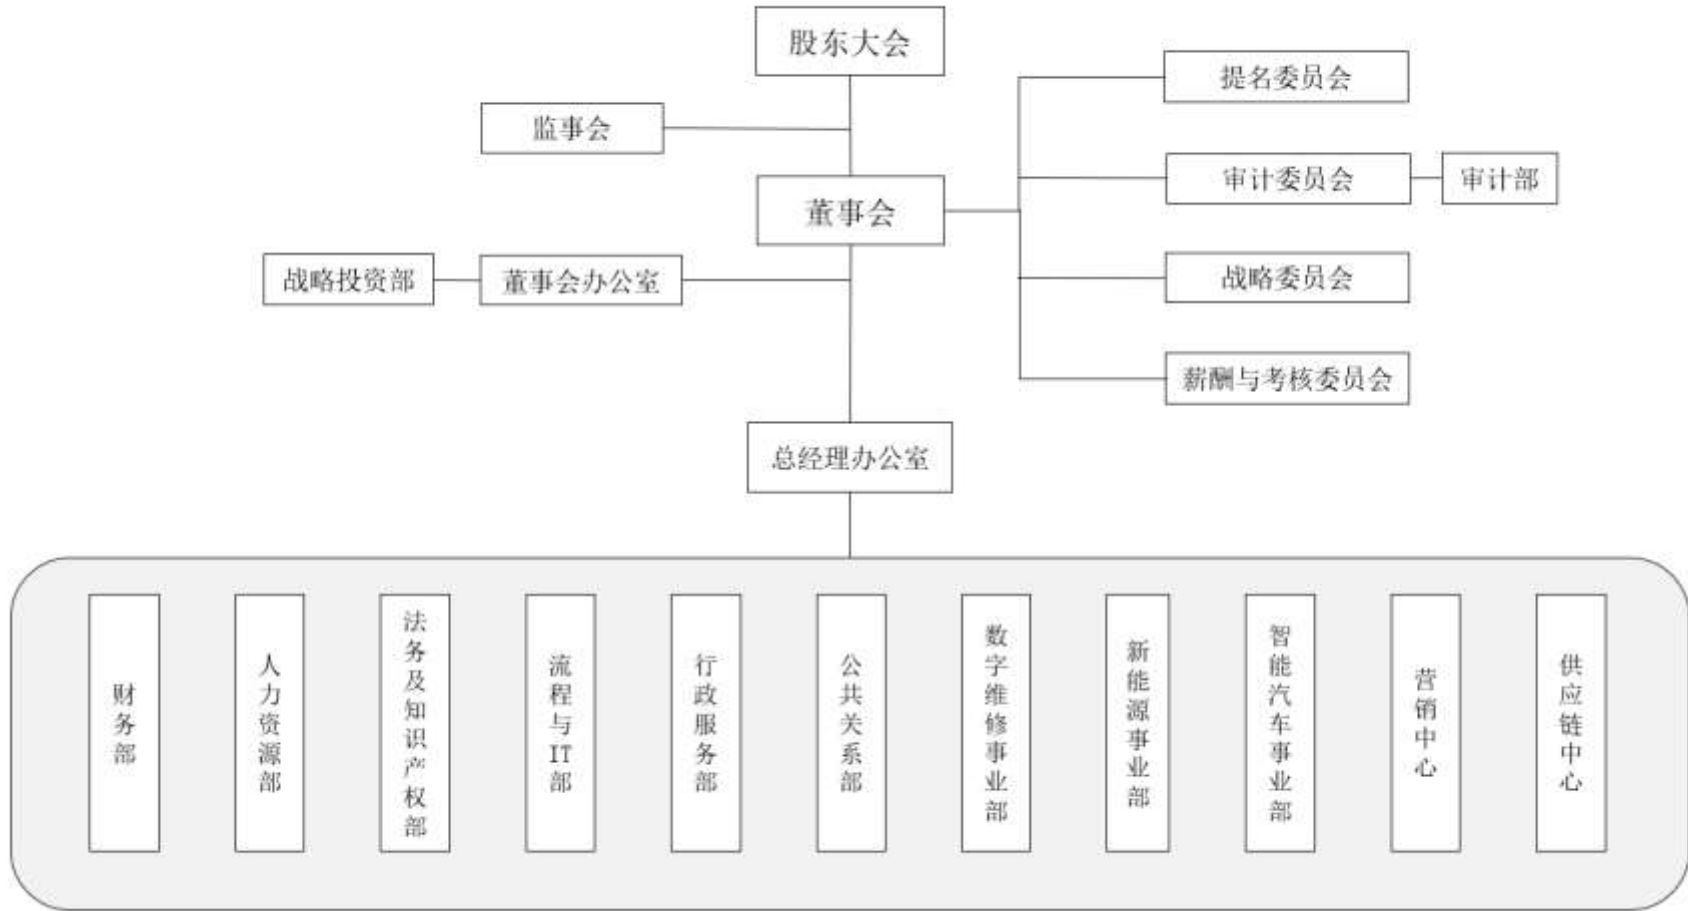 股东大会
提名委员会
监事会
审计委员会
审计部
董事会
战略投资部
董事会办公室
战略委员会
薪酬与考核委员会
总经理办公室
财务部
人力资源部
法务及知识产权部
流程与IT部
行政服务部
公共关系部
数字维修事业部
新能源事业部
智能汽车事业部
营销中心
供应链中心